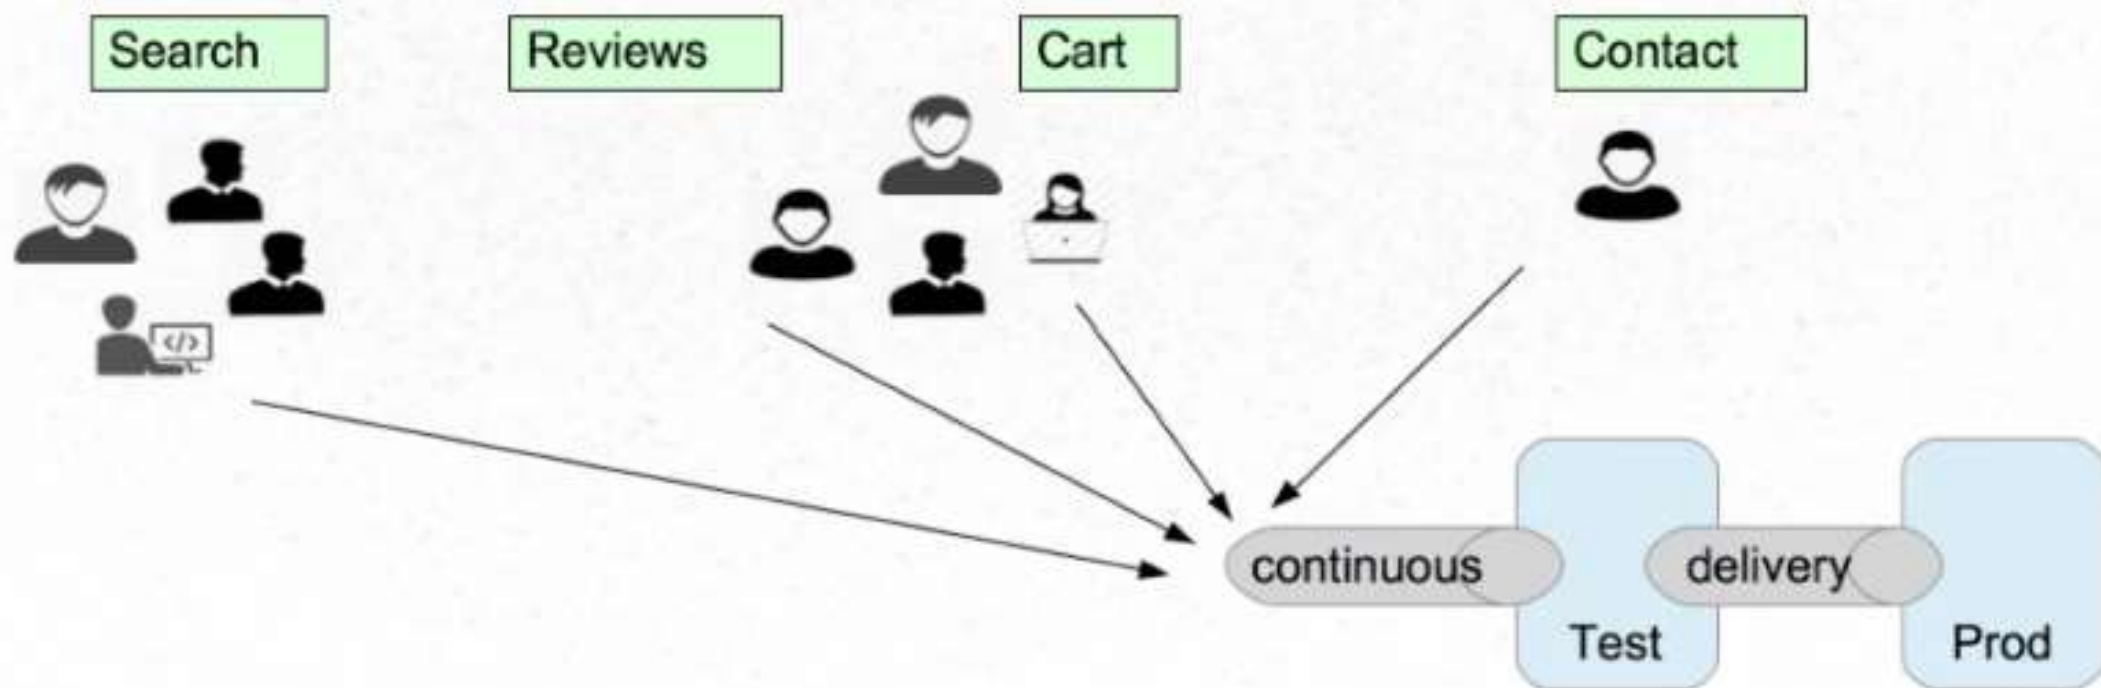 Search
Reviews
Cart
Contact
</>
continuous
delivery
Test
Prod